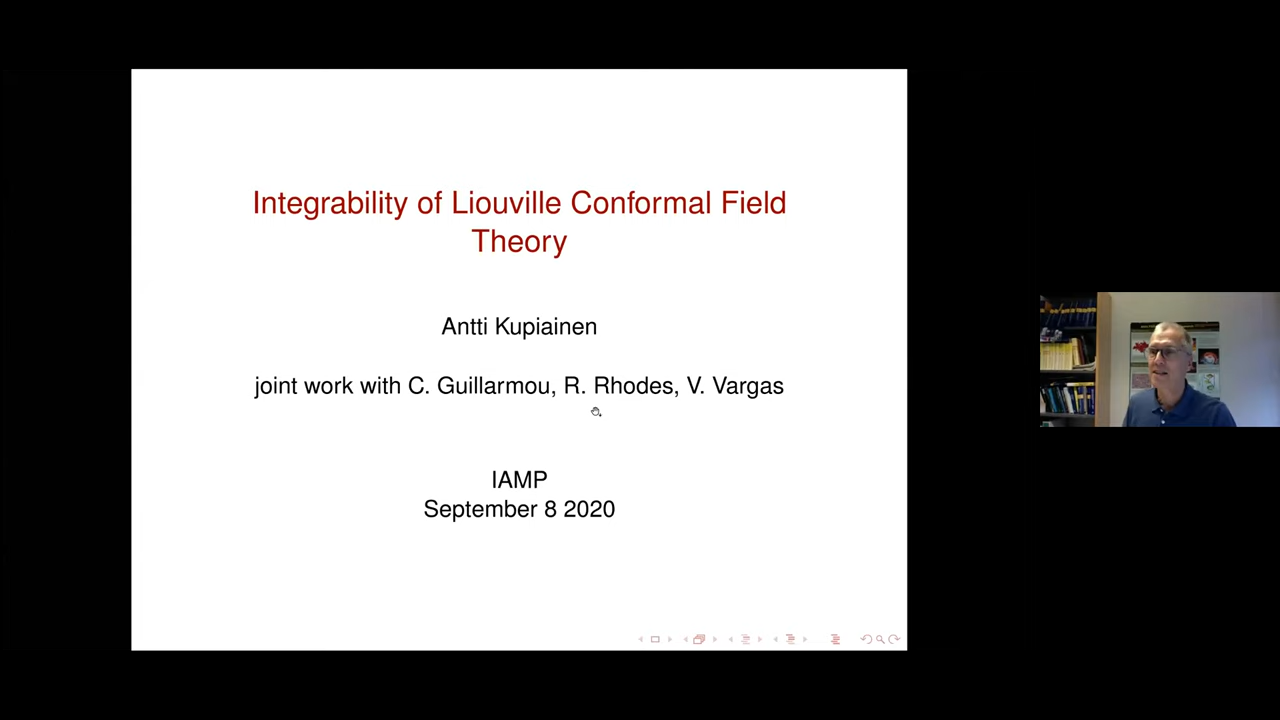 Integrability of Liouville Conformal Field
Theory
Antti Kupiainen
joint work with C. Guillarmou, R. Rhodes, V. Vargas
IAMP
September 8 2020